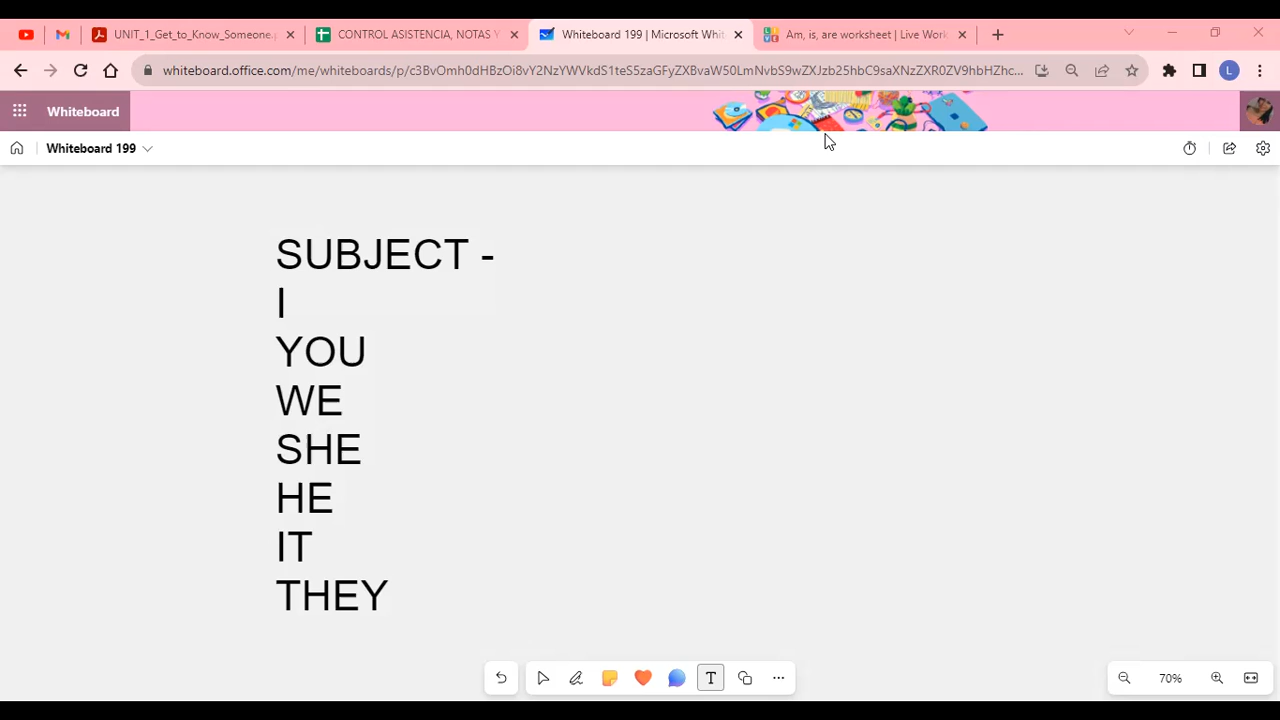 UNIT_1_Get_to_Know_Someone.p
CONTROL ASISTENCIA, NOTAS Y
Whiteboard 199 | Microsoft Whit
Am, is, are worksheet | Live Work
Whiteboard
Whiteboard 199
SUBJECT -
I
YOU
WE
SHE
HE
IT
THEY
T
70%
L